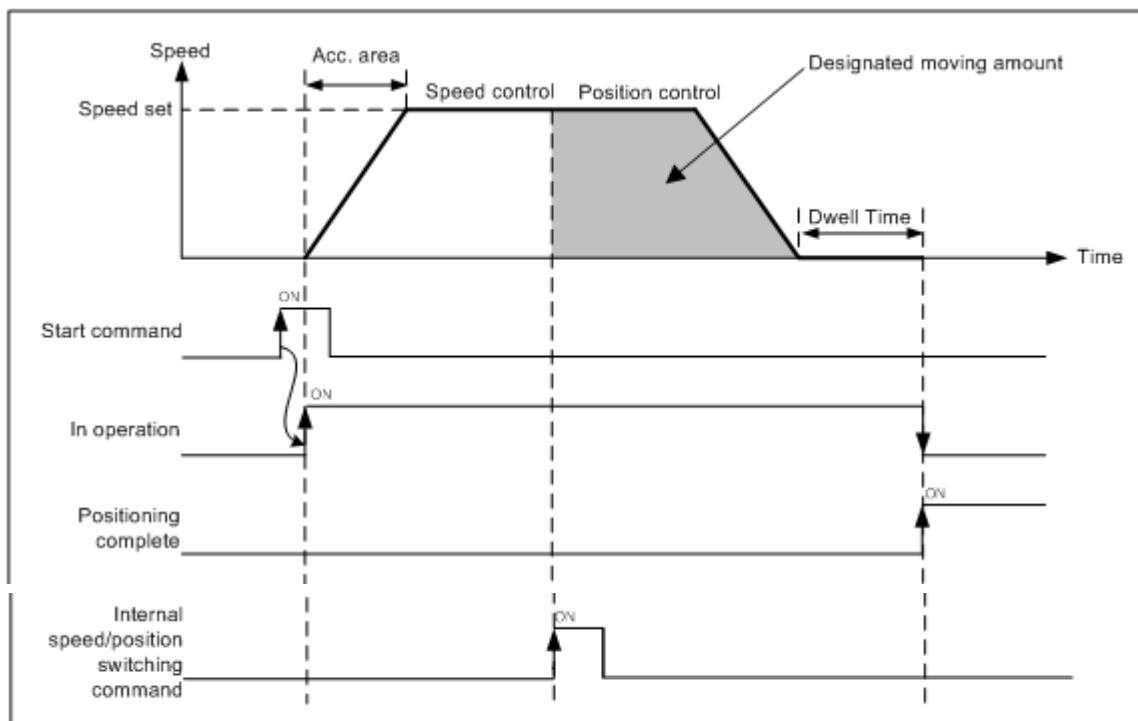 Speed
Acc. area
Designated moving amount
Speed set
Speed control
Position control
Dwell Time
Time
ON
Start command
ON
In operation
ON
Positioning
complete
Internal
speed/position
switching
command
ON